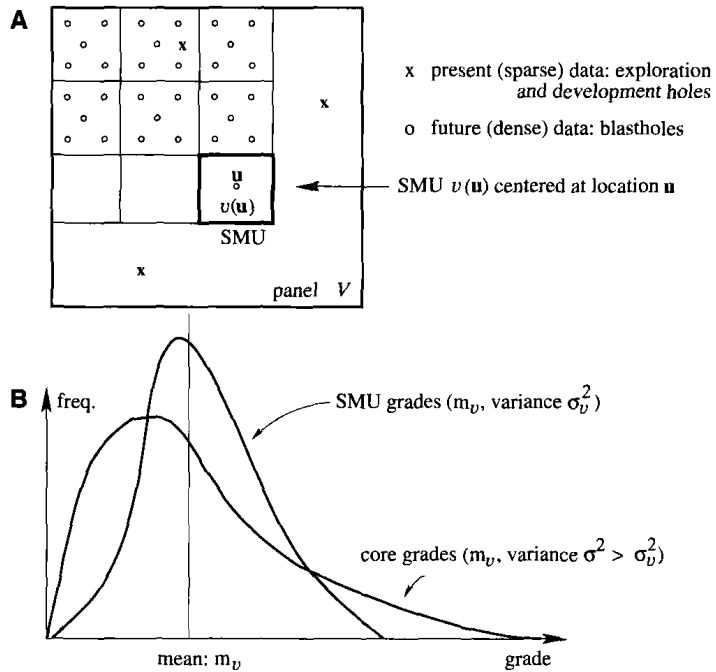 A
x
x present (sparse) data: exploration
and development holes
x
o future (dense) data: blastholes
u
v(u)
SMU v(u) centered at location u
SMU
x
panel V
B
freq.
SMU grades (m_v, variance σ_v^2)
core grades (m_v, variance σ^2 > σ_v^2)
mean: m_v
grade